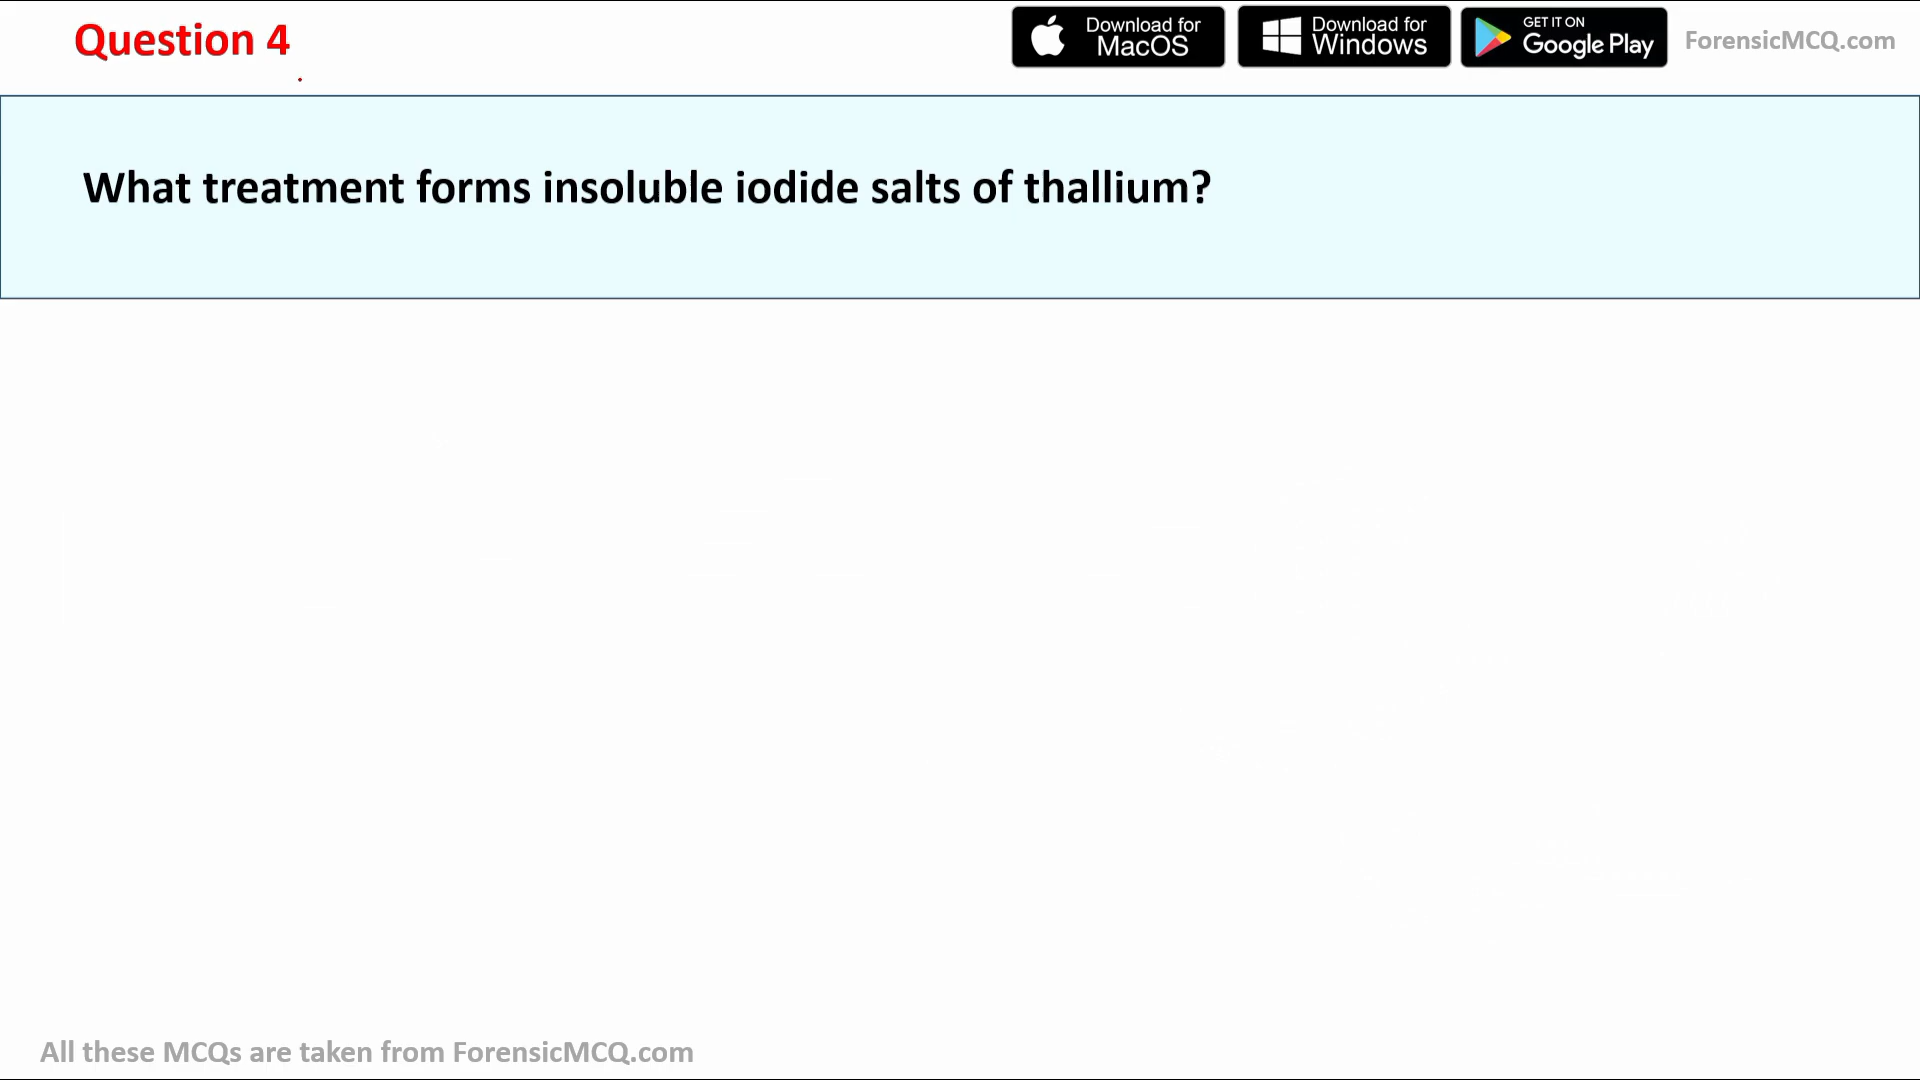 Question 4
Download for
MacOS
Download for
Windows
GET IT ON
Google Play
ForensicMCQ.com
What treatment forms insoluble iodide salts of thallium?
All these MCQs are taken from ForensicMCQ.com